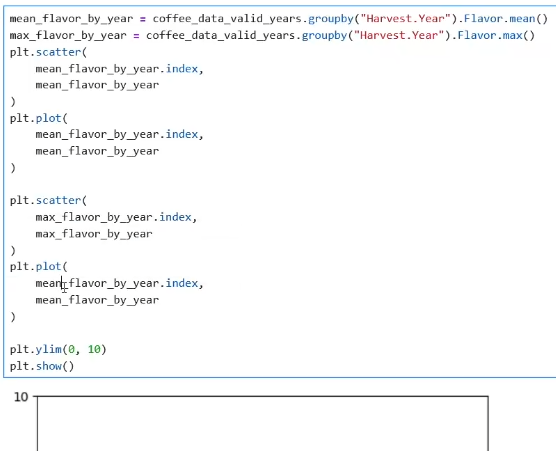 mean_flavor_by_year = coffee_data_valid_years.groupby("Harvest.Year").Flavor.mean()
max_flavor_by_year = coffee_data_valid_years.groupby("Harvest.Year").Flavor.max()
plt.scatter(
    mean_flavor_by_year.index,
    mean_flavor_by_year
)
plt.plot(
    mean_flavor_by_year.index,
    mean_flavor_by_year
)

plt.scatter(
    max_flavor_by_year.index,
    max_flavor_by_year
)
plt.plot(
    mean_flavor_by_year.index,
    mean_flavor_by_year
)

plt.ylim(0, 10)
plt.show()
10